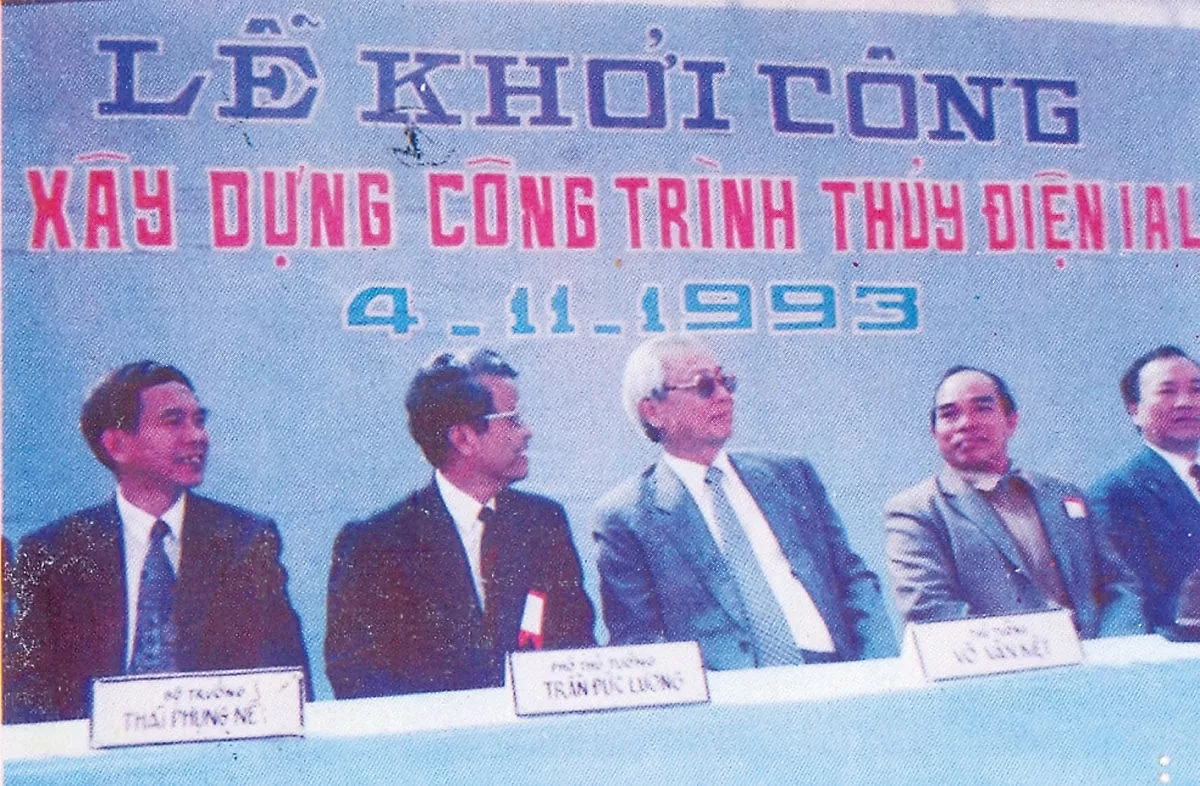 LỄ KHỞI CÔNG
XÂY DỰNG CÔNG TRÌNH THỦY ĐIỆN IAL
4-11-1993
BỘ TRƯỞNG
THÁI PHỤNG NÊ
PHÓ THỦ TƯỚNG
TRẦN ĐỨC LƯƠNG
THỦ TƯỚNG
VÕ VĂN KIỆT